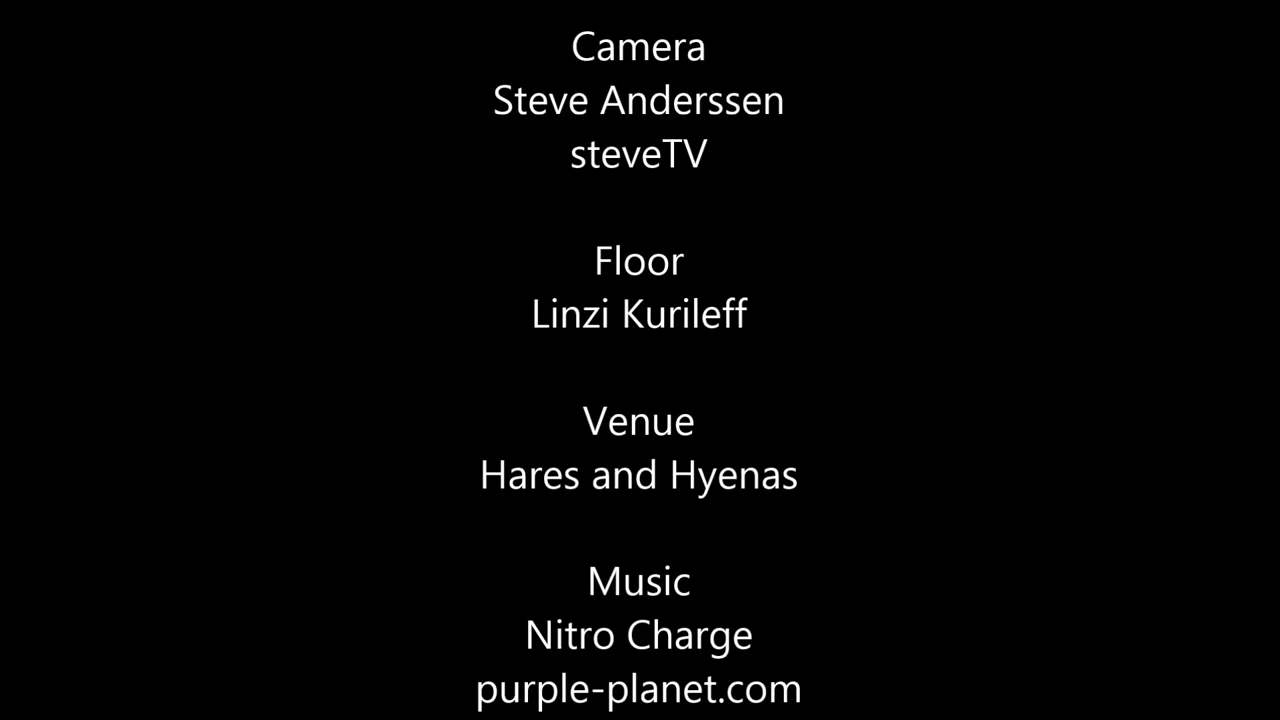 Camera
Steve Anderssen
steveTV
Floor
Linzi Kurileff
Venue
Hares and Hyenas
Music
Nitro Charge
purple-planet.com